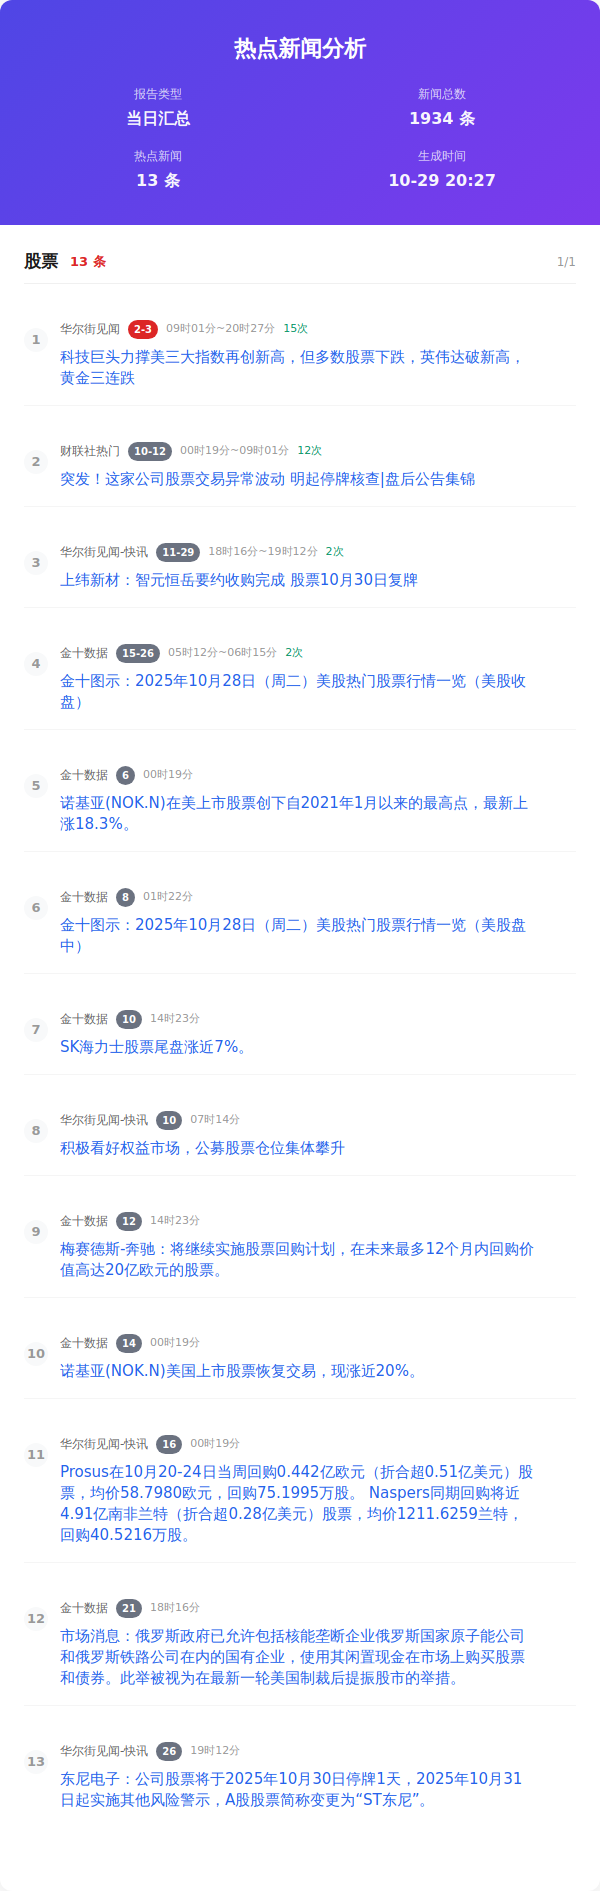 热点新闻分析
报告类型
当日汇总
新闻总数
1934 条
热点新闻
13 条
生成时间
10-29 20:27
股票 13 条 1/1
1
华尔街见闻 2-3 09时01分~20时27分 15次
科技巨头力撑美三大指数再创新高，但多数股票下跌，英伟达破新高，
黄金三连跌
2
财联社热门 10-12 00时19分~09时01分 12次
突发！这家公司股票交易异常波动 明起停牌核查|盘后公告集锦
3
华尔街见闻-快讯 11-29 18时16分~19时12分 2次
上纬新材：智元恒岳要约收购完成 股票10月30日复牌
4
金十数据 15-26 05时12分~06时15分 2次
金十图示：2025年10月28日（周二）美股热门股票行情一览（美股收
盘）
5
金十数据 6 00时19分
诺基亚(NOK.N)在美上市股票创下自2021年1月以来的最高点，最新上
涨18.3%。
6
金十数据 8 01时22分
金十图示：2025年10月28日（周二）美股热门股票行情一览（美股盘
中）
7
金十数据 10 14时23分
SK海力士股票尾盘涨近7%。
8
华尔街见闻-快讯 10 07时14分
积极看好权益市场，公募股票仓位集体攀升
9
金十数据 12 14时23分
梅赛德斯-奔驰：将继续实施股票回购计划，在未来最多12个月内回购价
值高达20亿欧元的股票。
10
金十数据 14 00时19分
诺基亚(NOK.N)美国上市股票恢复交易，现涨近20%。
11
华尔街见闻-快讯 16 00时19分
Prosus在10月20-24日当周回购0.442亿欧元（折合超0.51亿美元）股
票，均价58.7980欧元，回购75.1995万股。 Naspers同期回购将近
4.91亿南非兰特（折合超0.28亿美元）股票，均价1211.6259兰特，
回购40.5216万股。
12
金十数据 21 18时16分
市场消息：俄罗斯政府已允许包括核能垄断企业俄罗斯国家原子能公司
和俄罗斯铁路公司在内的国有企业，使用其闲置现金在市场上购买股票
和债券。此举被视为在最新一轮美国制裁后提振股市的举措。
13
华尔街见闻-快讯 26 19时12分
东尼电子：公司股票将于2025年10月30日停牌1天，2025年10月31
日起实施其他风险警示，A股股票简称变更为“ST东尼”。